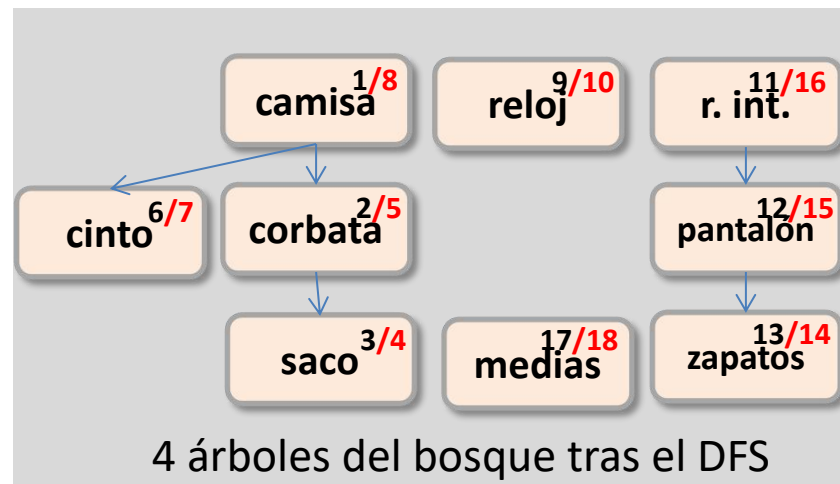 camisa 1/8
reloj 9/10
r. int. 11/16
cinto 6/7
corbata 2/5
pantalón 12/15
saco 3/4
medias 17/18
zapatos 13/14
4 árboles del bosque tras el DFS